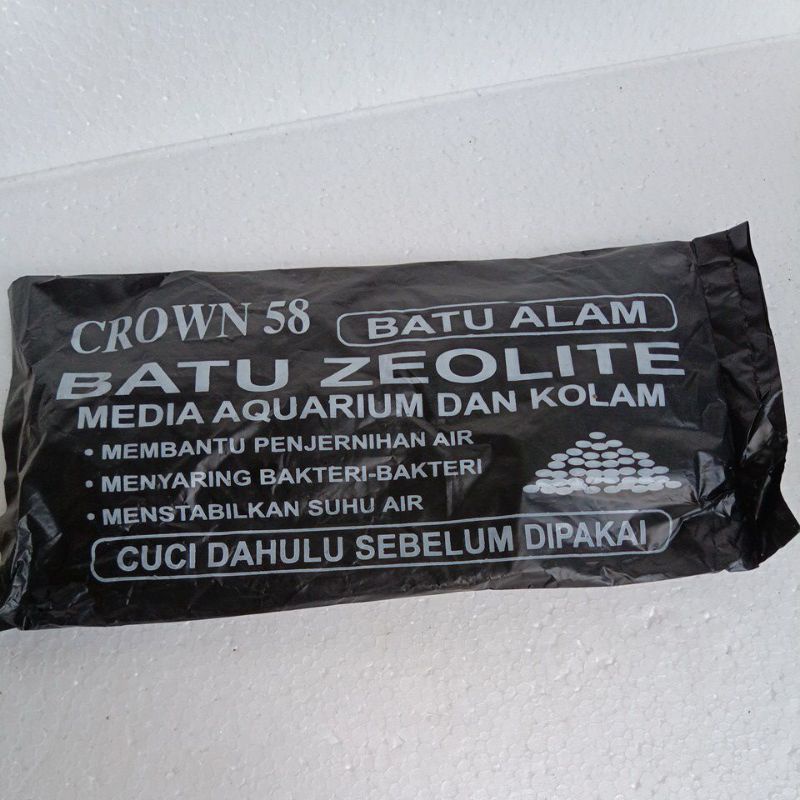 CROWN 58
BATU ALAM
BATU ZEOLITE
MEDIA AQUARIUM DAN KOLAM
• MEMBANTU PENJERNIHAN AIR
• MENYARING BAKTERI-BAKTERI
• MENSTABILKAN SUHU AIR
CUCI DAHULU SEBELUM DIPAKAI